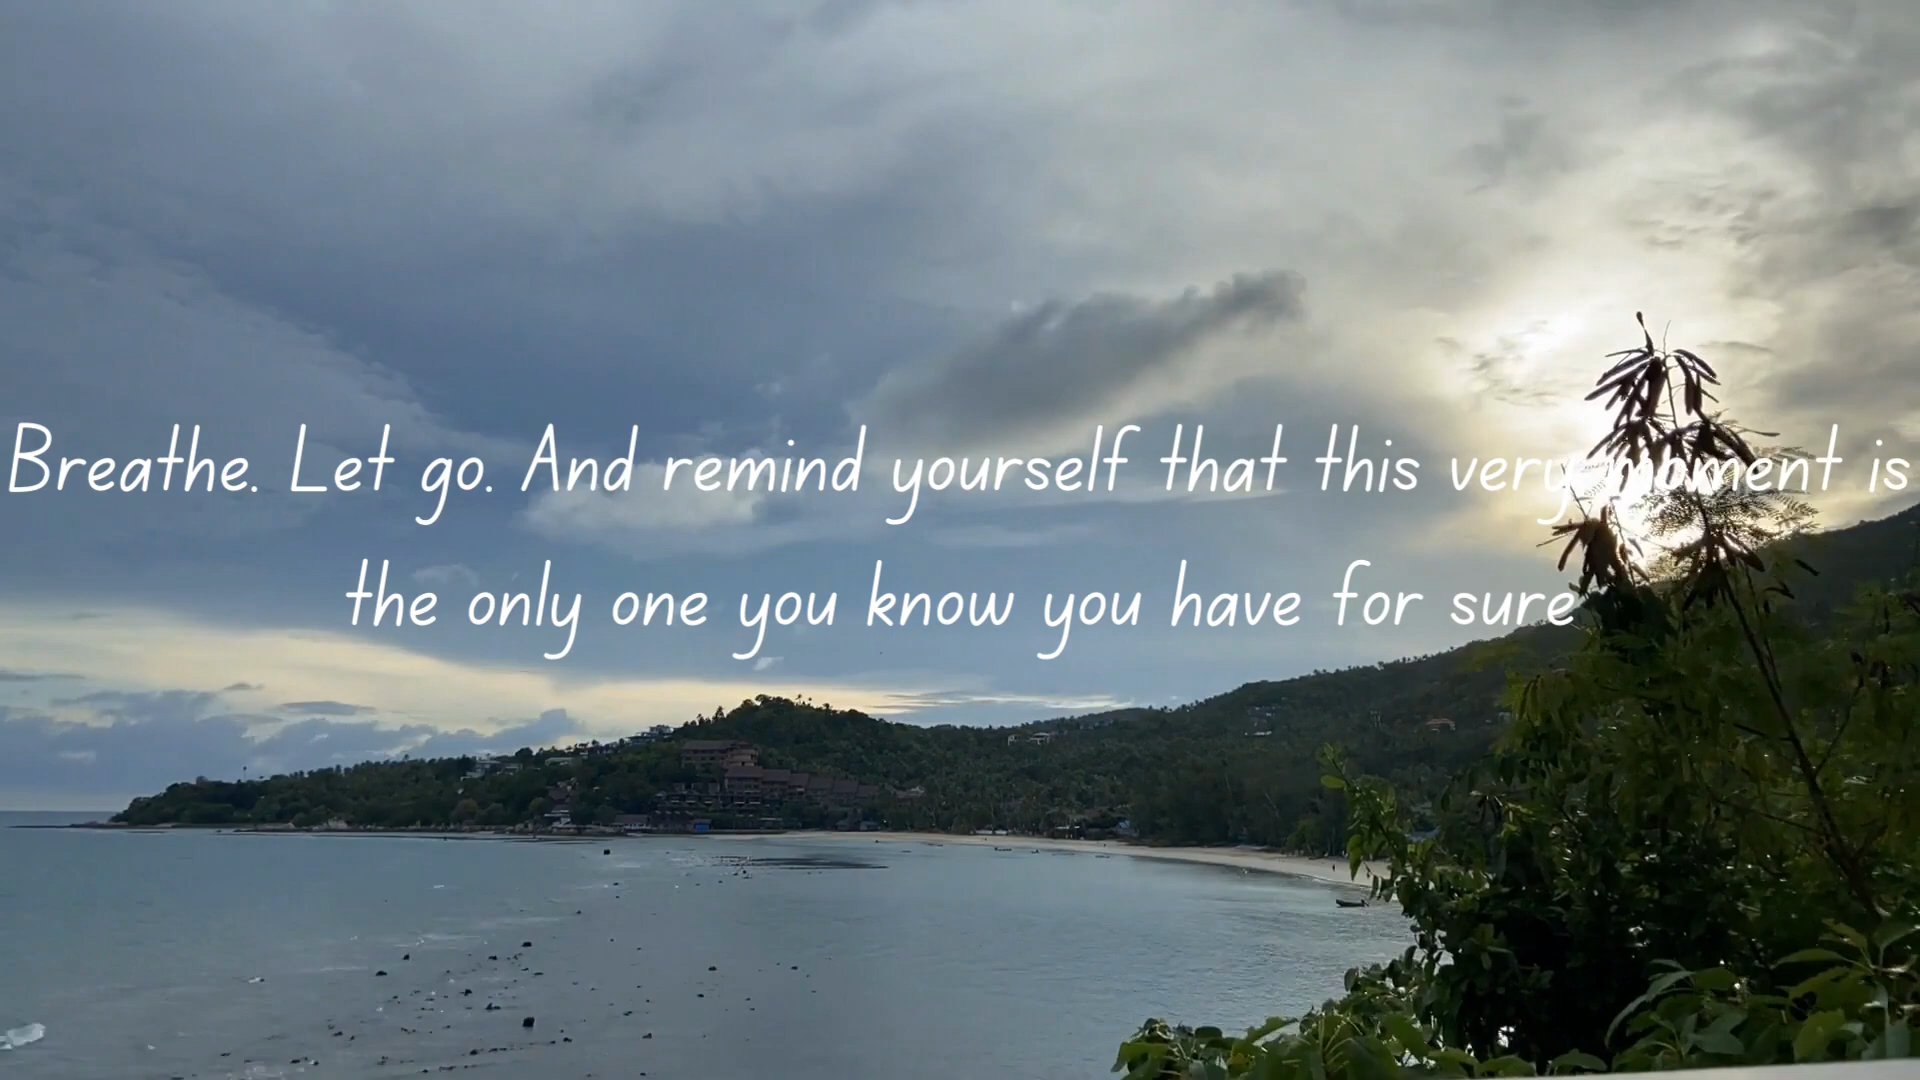 Breathe. Let go. And remind yourself that this very moment is
the only one you know you have for sure